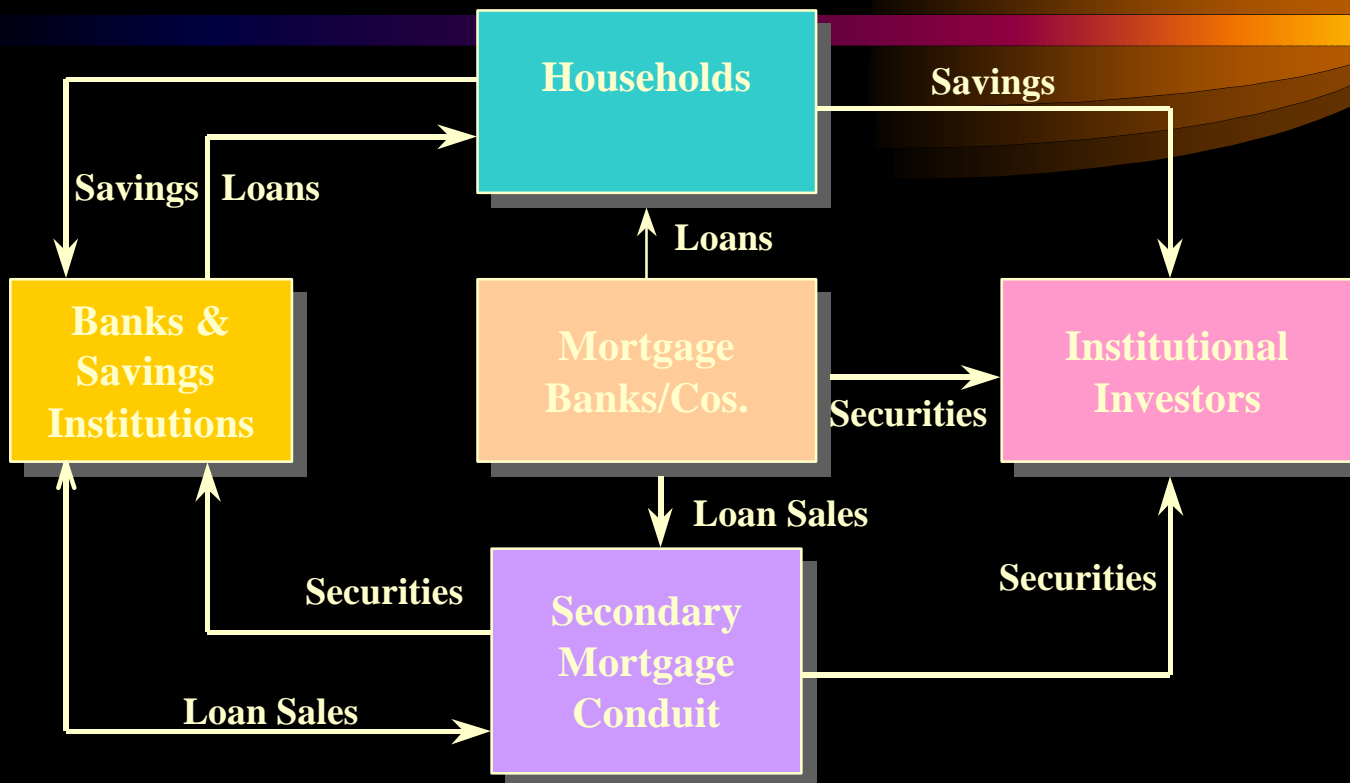 Households
Savings
Savings
Loans
Loans
Banks &
Savings
Institutions
Mortgage
Banks/Cos.
Institutional
Investors
Securities
Loan Sales
Securities
Securities
Secondary
Mortgage
Conduit
Loan Sales